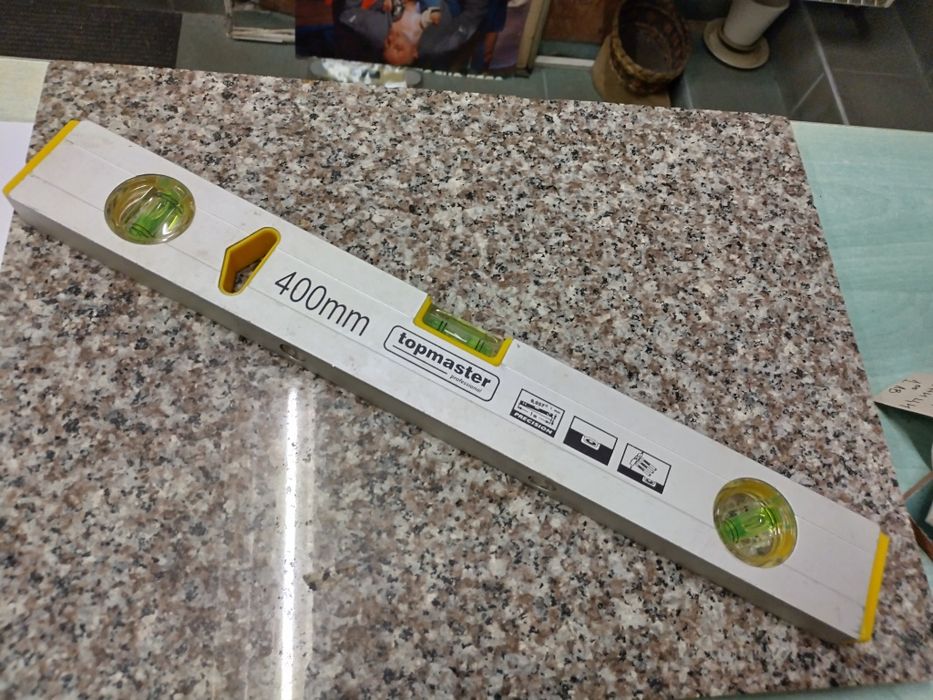 400mm
topmaster
professional
PRECISION